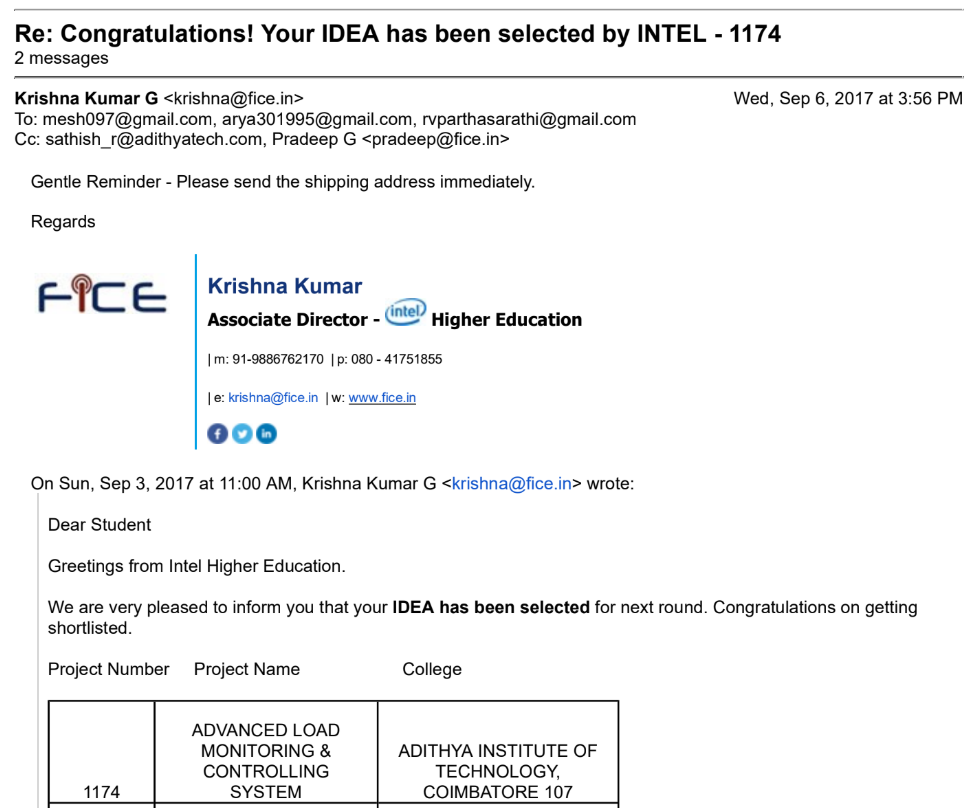 Re: Congratulations! Your IDEA has been selected by INTEL - 1174
2 messages
Krishna Kumar G <krishna@fice.in> Wed, Sep 6, 2017 at 3:56 PM
To: mesh097@gmail.com, arya301995@gmail.com, rvparthasarathi@gmail.com
Cc: sathish_r@adithyatech.com, Pradeep G <pradeep@fice.in>
Gentle Reminder - Please send the shipping address immediately.
Regards
FICE
Krishna Kumar
Associate Director - intel Higher Education
| m: 91-9886762170 | p: 080 - 41751855
| e: krishna@fice.in | w: www.fice.in
On Sun, Sep 3, 2017 at 11:00 AM, Krishna Kumar G <krishna@fice.in> wrote:
Dear Student
Greetings from Intel Higher Education.
We are very pleased to inform you that your IDEA has been selected for next round. Congratulations on getting
shortlisted.
Project Number Project Name College
ADVANCED LOAD
MONITORING & ADITHYA INSTITUTE OF
CONTROLLING TECHNOLOGY,
1174 SYSTEM COIMBATORE 107